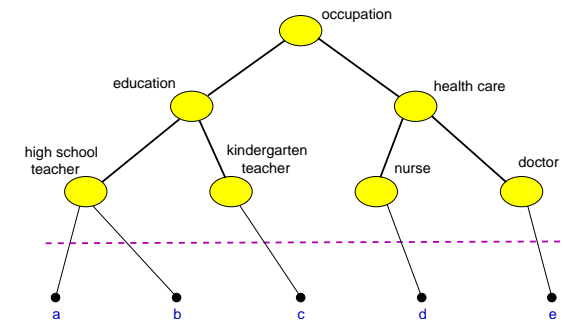 occupation
education
health care
high school
teacher
kindergarten
teacher
nurse
doctor
a
b
c
d
e